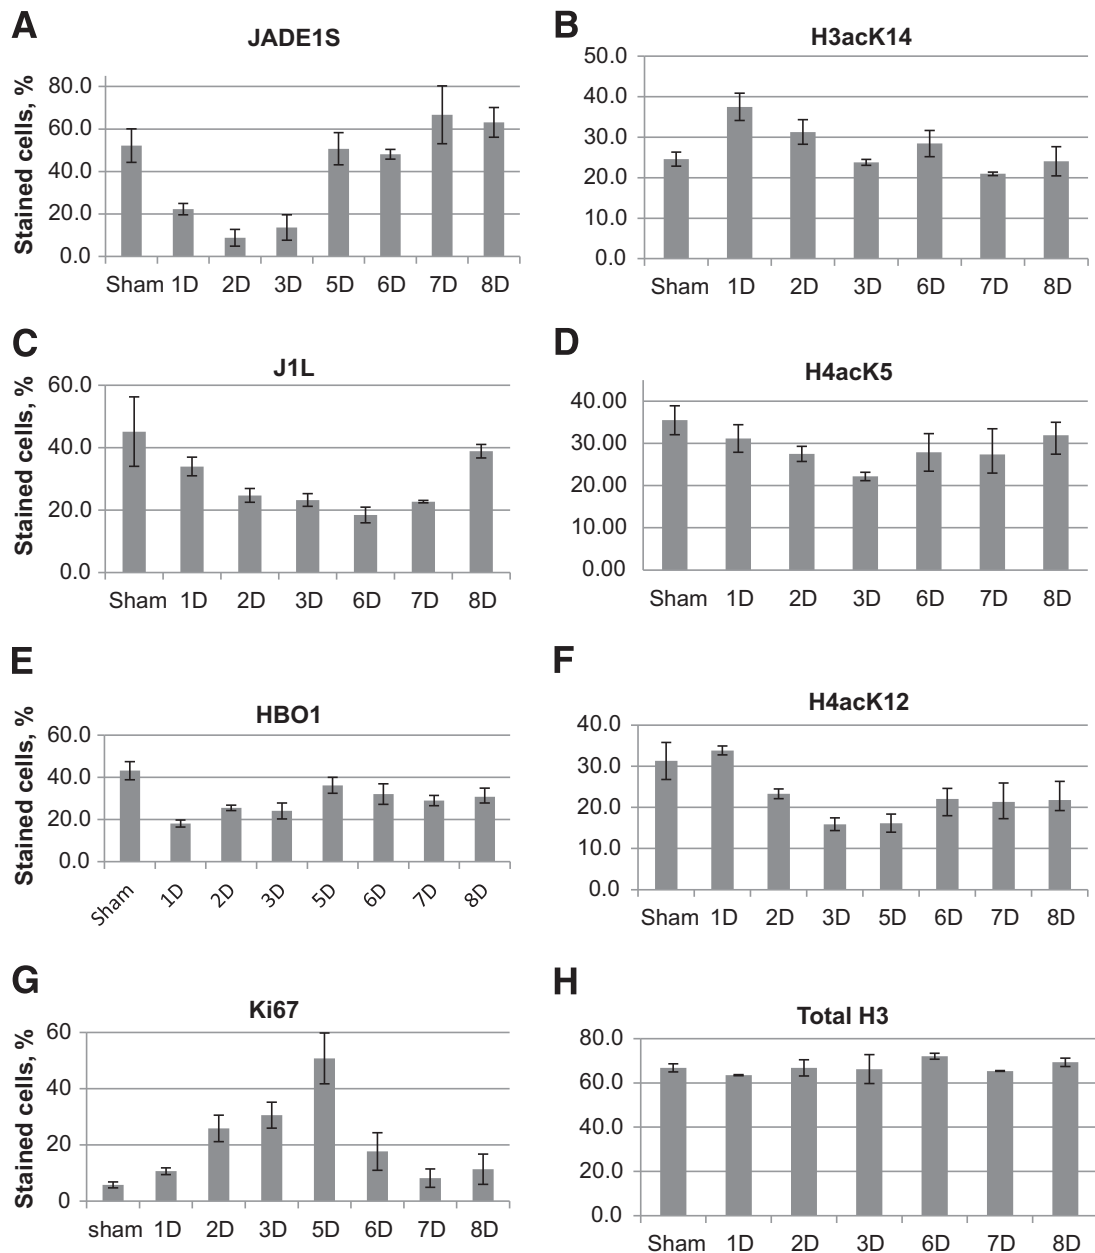 A
JADE1S
Stained cells, %
80.0
60.0
40.0
20.0
0.0
Sham 1D 2D 3D 5D 6D 7D 8D
B
H3acK14
50.0
40.0
30.0
20.0
10.0
0.0
Sham 1D 2D 3D 6D 7D 8D
C
J1L
Stained cells, %
60.0
40.0
20.0
0.0
Sham 1D 2D 3D 6D 7D 8D
D
H4acK5
40.00
30.00
20.00
10.00
0.00
Sham 1D 2D 3D 6D 7D 8D
E
HBO1
Stained cells, %
60.0
40.0
20.0
0.0
Sham 1D 2D 3D 5D 6D 7D 8D
F
H4acK12
40.0
30.0
20.0
10.0
0.0
Sham 1D 2D 3D 5D 6D 7D 8D
G
Ki67
Stained cells, %
60
40
20
0
sham 1D 2D 3D 5D 6D 7D 8D
H
Total H3
80.0
60.0
40.0
20.0
0.0
Sham 1D 2D 3D 6D 7D 8D